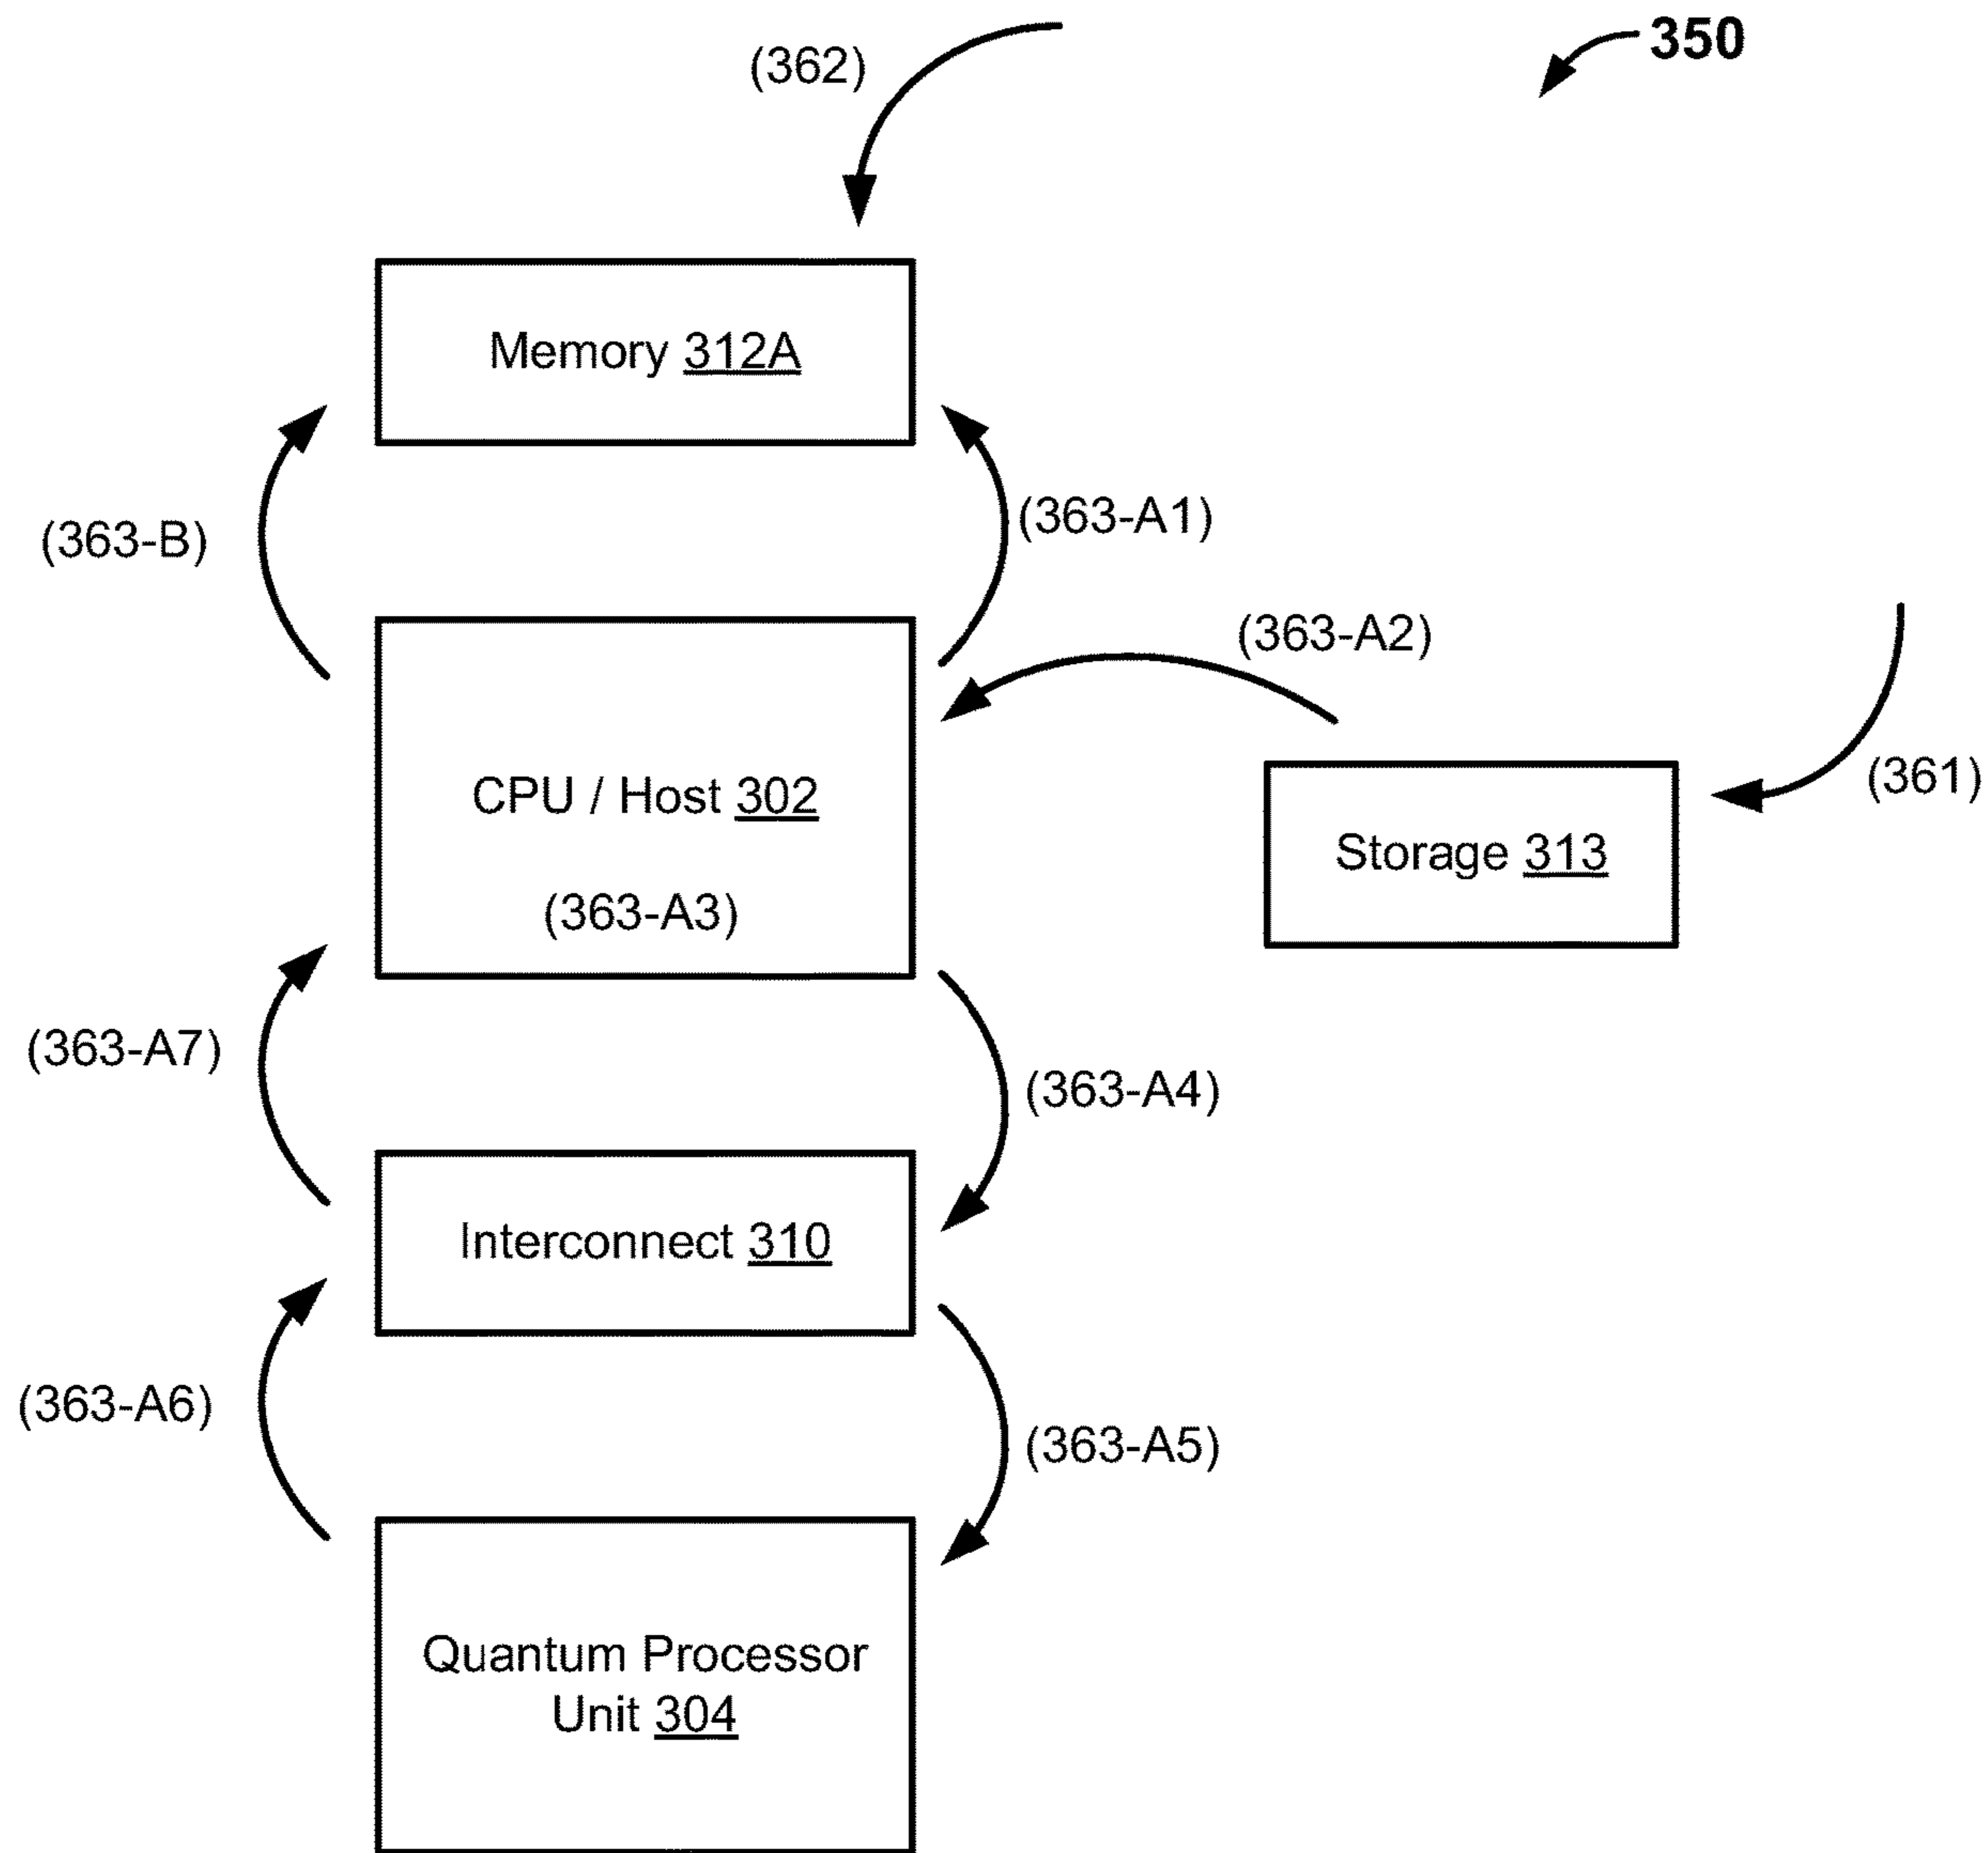 350
(362)
Memory 312A
(363-B)
(363-A1)
(363-A2)
CPU / Host 302
(363-A3)
(361)
Storage 313
(363-A7)
(363-A4)
Interconnect 310
(363-A6)
(363-A5)
Quantum Processor
Unit 304